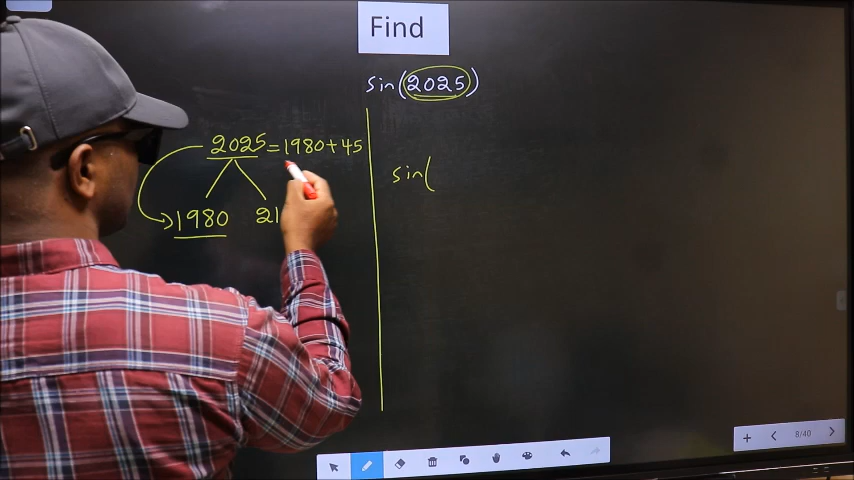 Find
sin(2025)
2025=1980+45
sin(
1980 21
8/40